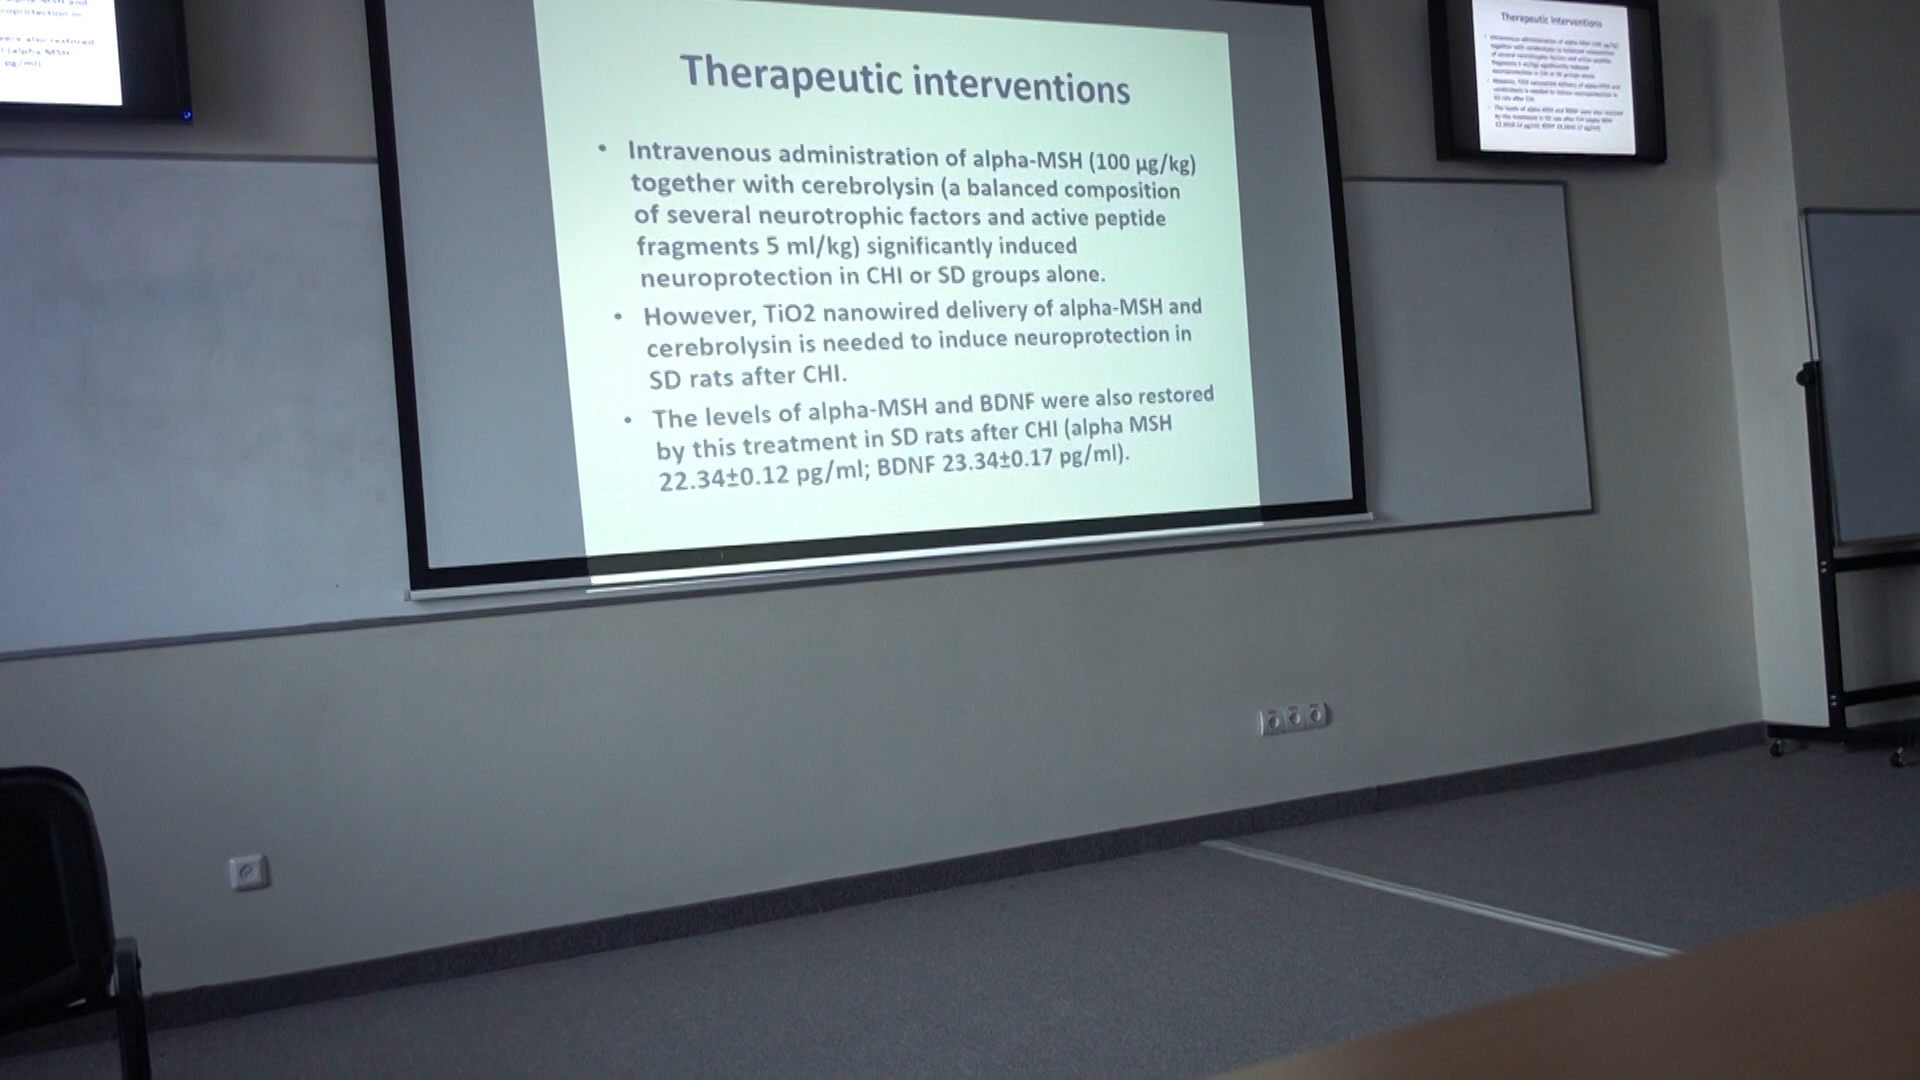 Therapeutic interventions
• Intravenous administration of alpha-MSH (100 µg/kg)
together with cerebrolysin (a balanced composition
of several neurotrophic factors and active peptide
fragments 5 ml/kg) significantly induced
neuroprotection in CHI or SD groups alone.
• However, TiO2 nanowired delivery of alpha-MSH and
cerebrolysin is needed to induce neuroprotection in
SD rats after CHI.
• The levels of alpha-MSH and BDNF were also restored
by this treatment in SD rats after CHI (alpha MSH
22.34±0.12 pg/ml; BDNF 23.34±0.17 pg/ml).
Therapeutic interventions